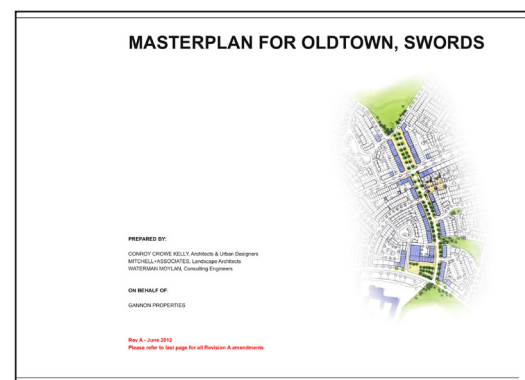 MASTERPLAN FOR OLDTOWN, SWORDS
PREPARED BY:
CONROY CROWE KELLY, Architects & Urban Designers
MITCHELL+ASSOCIATES, Landscape Architects
WATERMAN MOYLAN, Consulting Engineers
ON BEHALF OF
GANNON PROPERTIES
Rev A - June 2012
Please refer to last page for all Revision A amendments